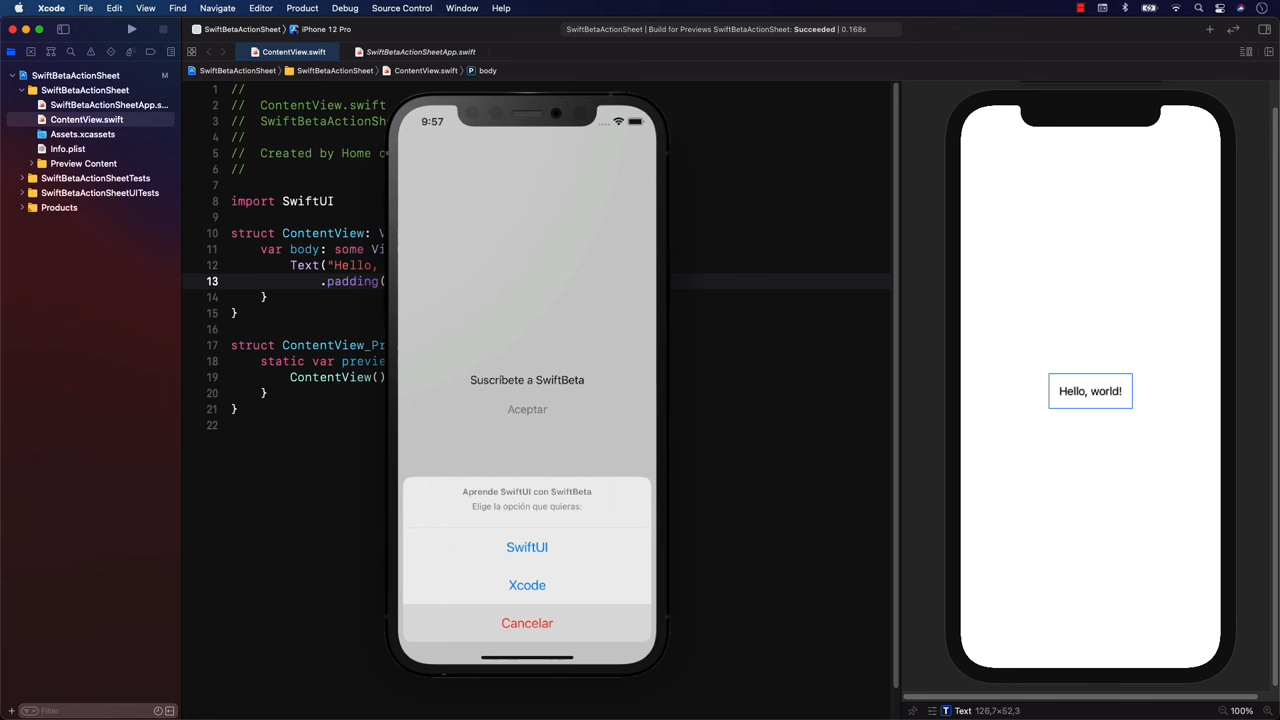 Xcode File Edit View Find Navigate Editor Product Debug Source Control Window Help
SwiftBetaActionSheet iPhone 12 Pro
SwiftBetaActionSheet | Build for Previews SwiftBetaActionSheet: Succeeded | 0.168s
ContentView.swift SwiftBetaActionSheetApp.swift
SwiftBetaActionSheet ContentView.swift P body
SwiftBetaActionSheet SwiftBetaActionSheet
SwiftBetaActionSheet M
SwiftBetaActionSheet
SwiftBetaActionSheetApp.s...
ContentView.swift
Assets.xcassets
Info.plist
Preview Content
SwiftBetaActionSheetTests
SwiftBetaActionSheetUITests
Products
Filter
1 //
2 // ContentView.swift
3 // SwiftBetaActionSh
4 //
5 // Created by Home o
6 //
7
8 import SwiftUI
9
10 struct ContentView: V
11 var body: some Vi
12 Text("Hello,
13 .padding(
14 }
15 }
16
17 struct ContentView_Pr
18 static var previe
19 ContentView()
20 }
21 }
22
9:57
Suscríbete a SwiftBeta
Aceptar
Aprende SwiftUI con SwiftBeta
Elige la opción que quieras:
SwiftUI
Xcode
Cancelar
Hello, world!
T Text 126,7×52,3
100%